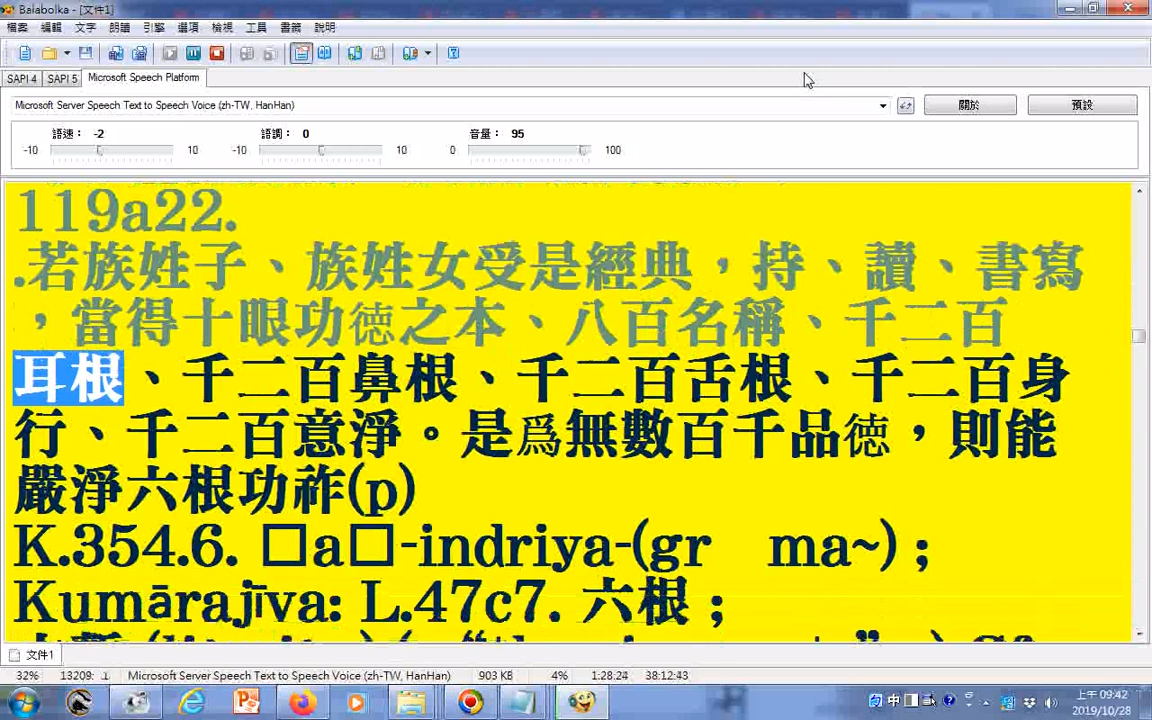 Balabolka - [文件1]
檔案 編輯 文字 朗讀 引擎 選項 檢視 工具 書籤 說明
SAPI 4 SAPI 5 Microsoft Speech Platform
Microsoft Server Speech Text to Speech Voice (zh-TW, HanHan) 關於 預設
語速： -2 語調： 0 音量： 95
-10 10 -10 10 0 100
119a22.
.若族姓子、族姓女受是經典，持、讀、書寫
，當得十眼功徳之本、八百名稱、千二百
耳根、千二百鼻根、千二百舌根、千二百身
行、千二百意淨。是爲無數百千品徳，則能
嚴淨六根功祚(p)
K.354.6. □a□-indriya-(gr ma~)；
Kumārajīva: L.47c7. 六根；
文件1
32% 13209: Microsoft Server Speech Text to Speech Voice (zh-TW, HanHan) 903 KB 4% 1:28:24 38:12:43
中 上午 09:42
2019/10/28